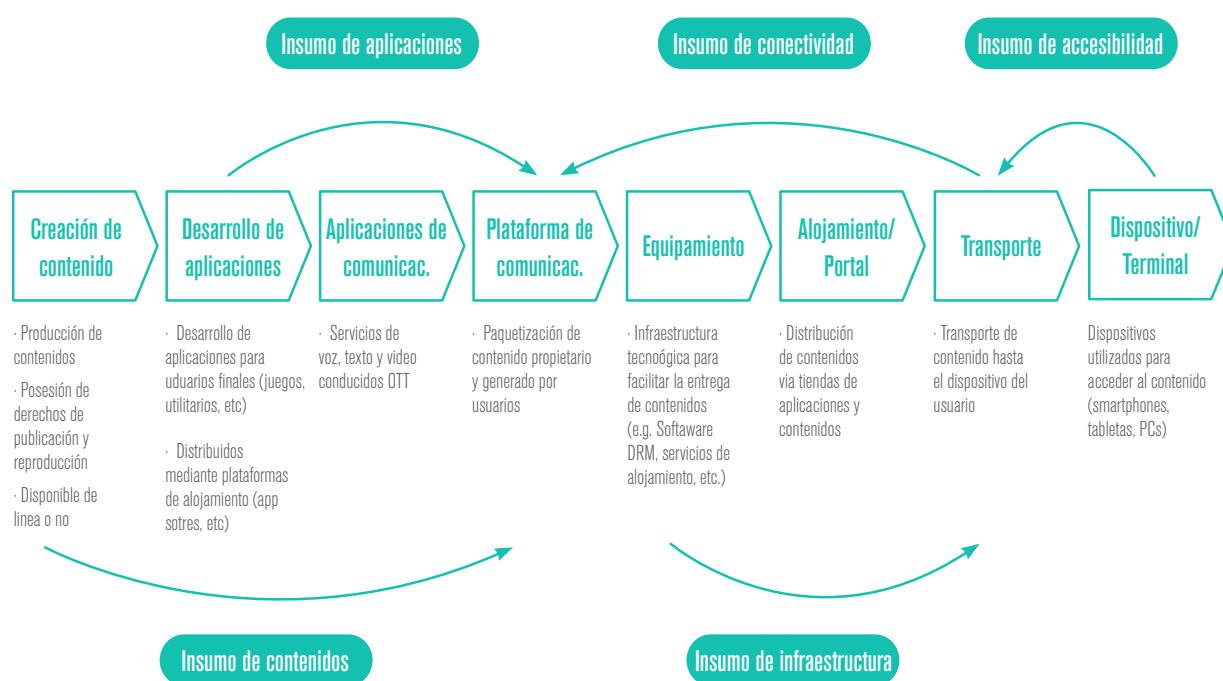 Insumo de aplicaciones
Insumo de conectividad
Insumo de accesibilidad
Creación de
contenido
Desarrollo de
aplicaciones
Aplicaciones de
comunicac.
Plataforma de
comunicac.
Equipamiento
Alojamiento/
Portal
Transporte
Dispositivo/
Terminal
· Producción de
contenidos
· Posesión de
derechos de
publicación y
reproducción
· Disponible de
linea o no
· Desarrollo de
aplicaciones para
uduarios finales (juegos,
utilitarios, etc)
· Distribuidos
mediante plataformas
de alojamiento (app
sotres, etc)
· Servicios de
voz, texto y video
conducidos OTT
· Paquetización de
contenido propietario
y generado por
usuarios
· Infraestructura
tecnoógica para
facilitar la entrega
de contenidos
(e.g. Softaware
DRM, servicios de
alojamiento, etc.)
· Distribución
de contenidos
via tiendas de
aplicaciones y
contenidos
· Transporte de
contenido hasta
el dispositivo del
usuario
Dispositivos
utilizados para
acceder al contenido
(smartphones,
tabletas, PCs)
Insumo de contenidos
Insumo de infraestructura